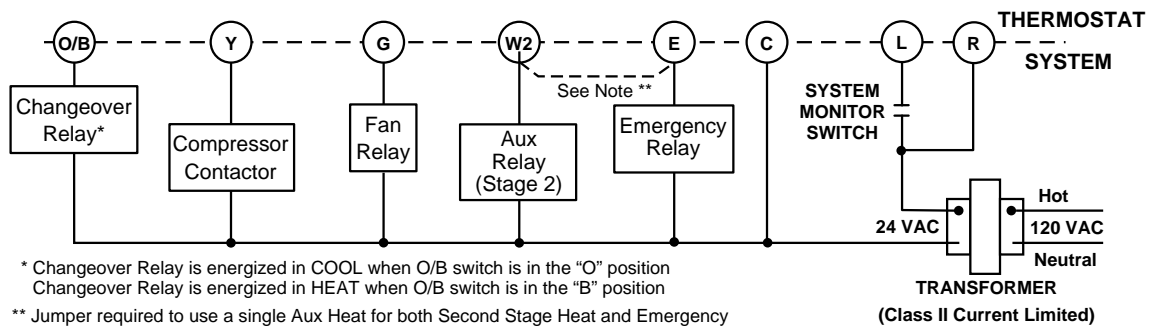 THERMOSTAT
O/B Y G W2 E C L R
SYSTEM
See Note **
SYSTEM
MONITOR
SWITCH
Changeover
Relay*
Compressor
Contactor
Fan
Relay
Aux
Relay
(Stage 2)
Emergency
Relay
24 VAC
Hot
120 VAC
Neutral
TRANSFORMER
(Class II Current Limited)
* Changeover Relay is energized in COOL when O/B switch is in the “O” position
Changeover Relay is energized in HEAT when O/B switch is in the “B” position
** Jumper required to use a single Aux Heat for both Second Stage Heat and Emergency